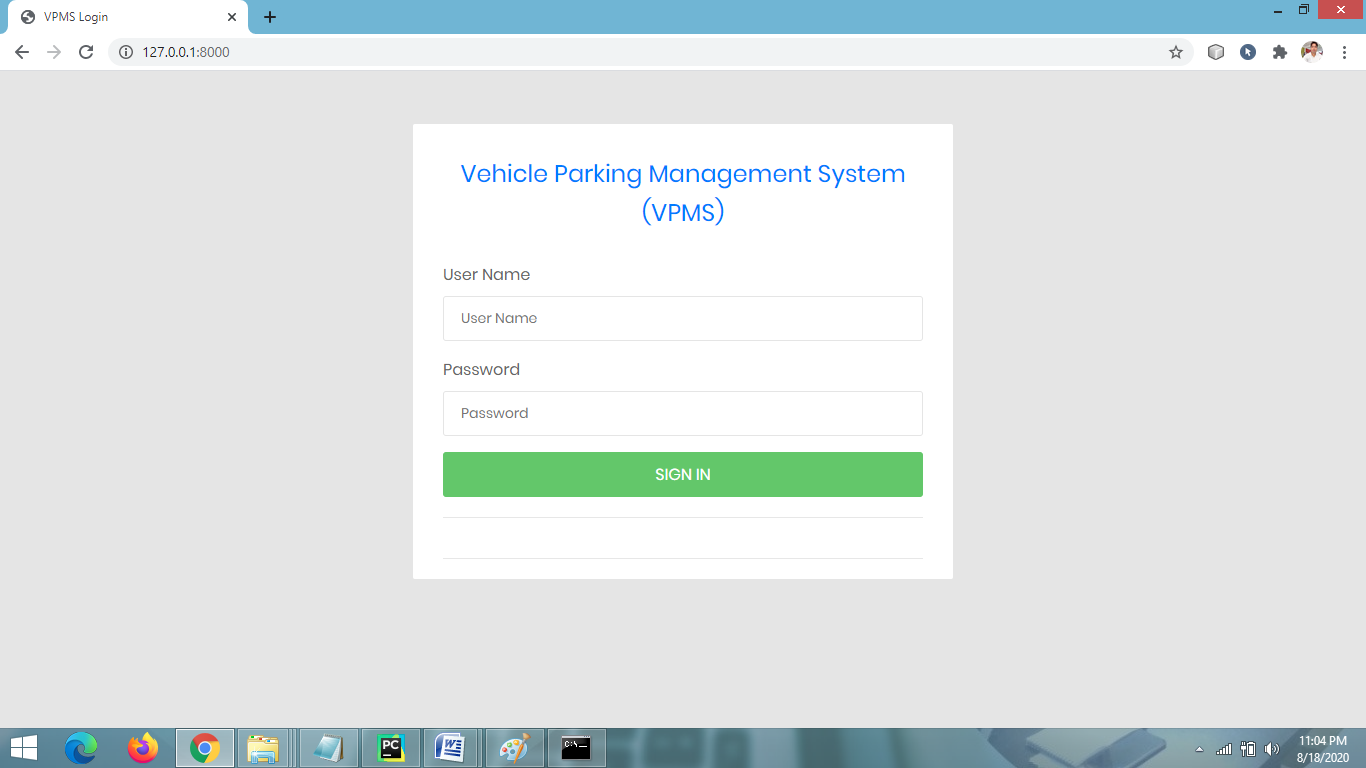 VPMS Login
127.0.0.1:8000
Vehicle Parking Management System
(VPMS)
User Name
User Name
Password
Password
SIGN IN
PC
W
C:\
11:04 PM
8/18/2020